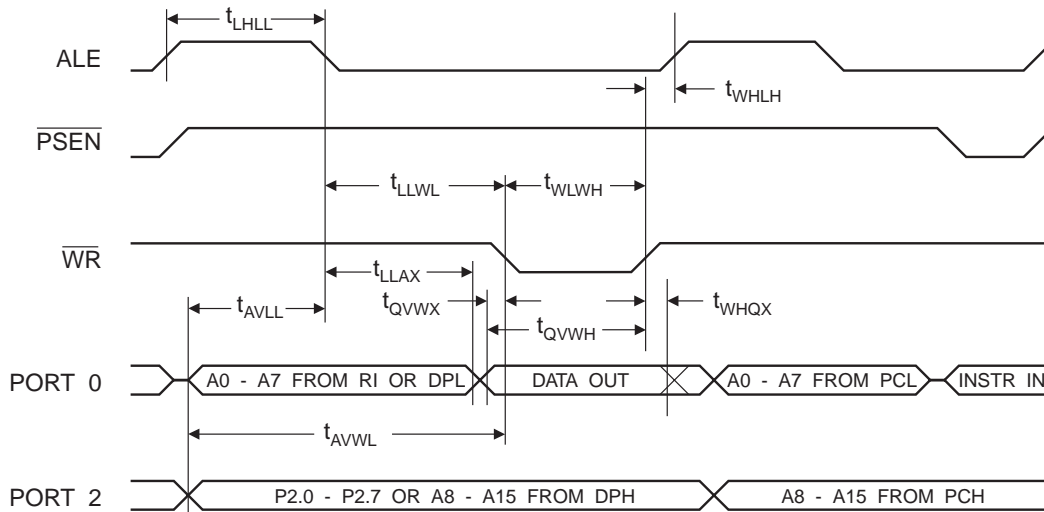 tLHLL
ALE
tWHLH
PSEN
tLLWL
tWLWH
WR
tLLAX
tQVWX
tWHQX
tAVLL
tQVWH
PORT 0
A0 - A7 FROM RI OR DPL
DATA OUT
A0 - A7 FROM PCL
INSTR IN
tAVWL
PORT 2
P2.0 - P2.7 OR A8 - A15 FROM DPH
A8 - A15 FROM PCH